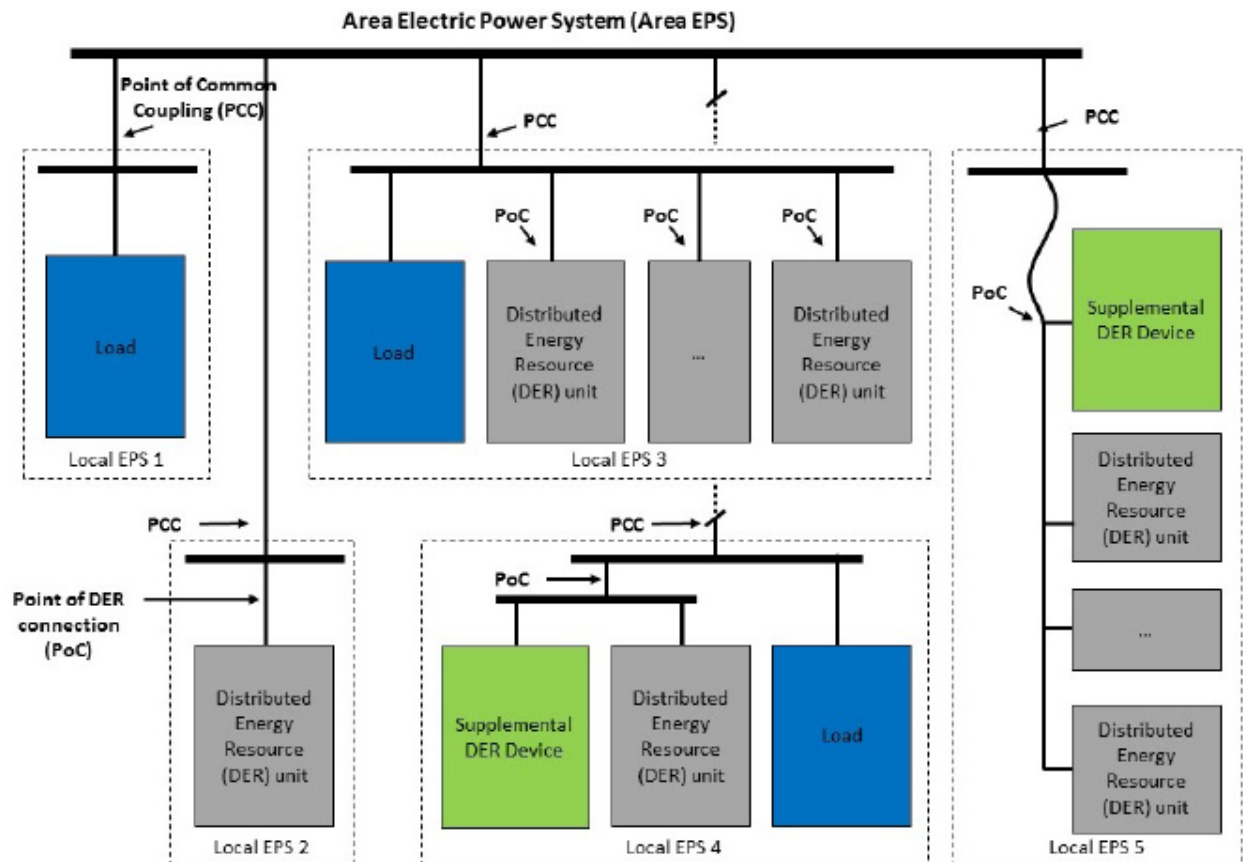 Area Electric Power System (Area EPS)
Point of Common
Coupling (PCC)
PCC
PCC
PoC
PoC
PoC
Load
Local EPS 1
Load
Distributed
Energy
Resource
(DER) unit
...
Distributed
Energy
Resource
(DER) unit
Local EPS 3
PoC
Supplemental
DER Device
Distributed
Energy
Resource
(DER) unit
...
Distributed
Energy
Resource
(DER) unit
Local EPS 5
PCC
Point of DER
connection
(PoC)
Distributed
Energy
Resource
(DER) unit
Local EPS 2
PCC
PoC
Supplemental
DER Device
Distributed
Energy
Resource
(DER) unit
Load
Local EPS 4